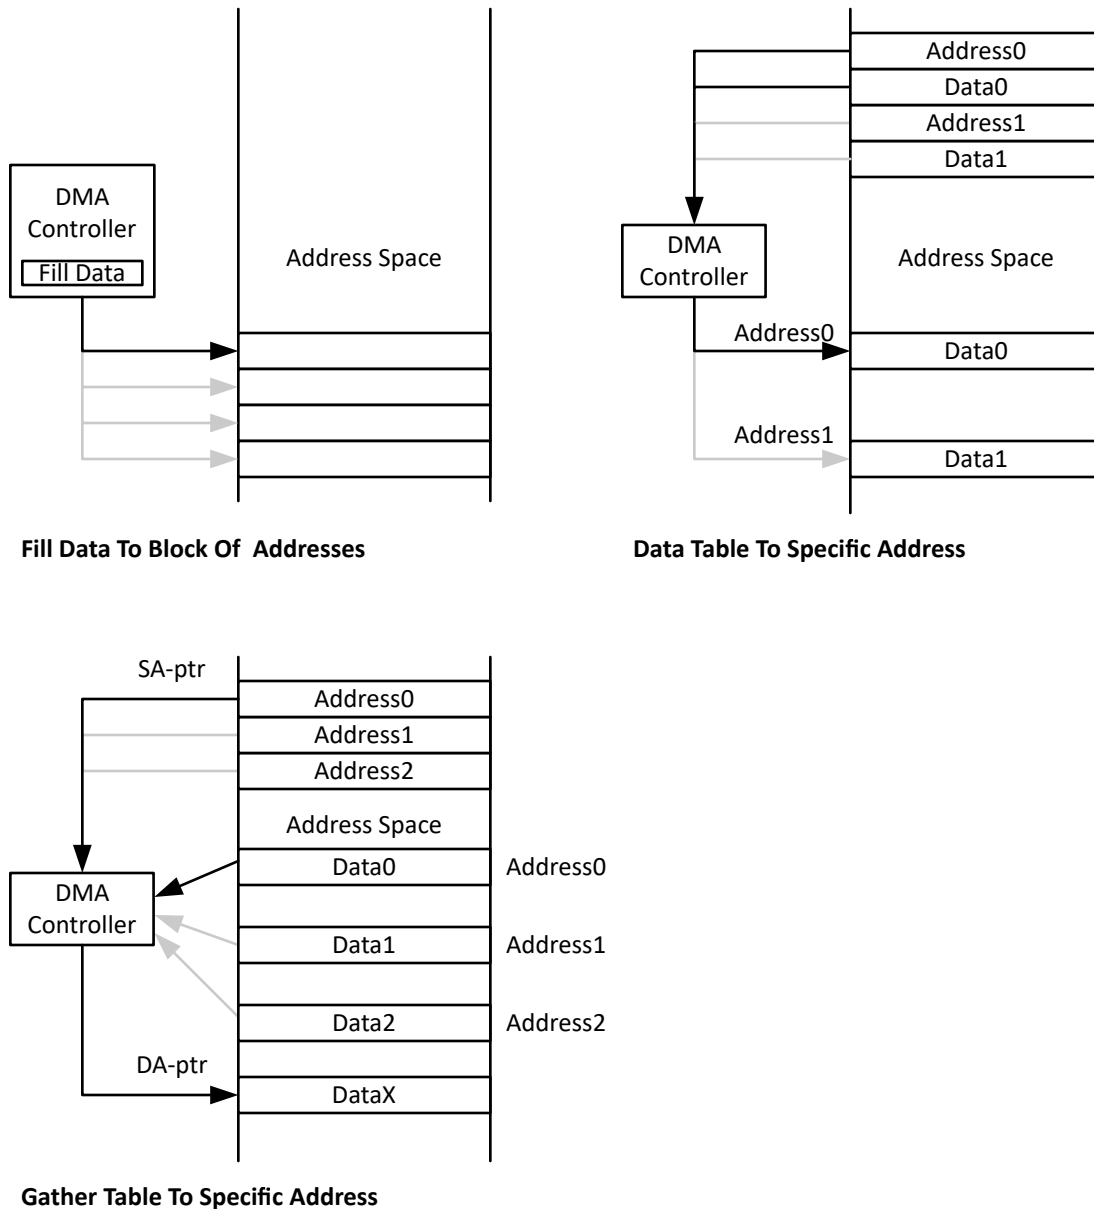 DMA
Controller
Fill Data
Address Space
Fill Data To Block Of  Addresses
Address0
Data0
Address1
Data1
DMA
Controller
Address Space
Address0
Data0
Address1
Data1
Data Table To Specific Address
SA-ptr
Address0
Address1
Address2
Address Space
DMA
Controller
Data0
Address0
Data1
Address1
Data2
Address2
DA-ptr
DataX
Gather Table To Specific Address